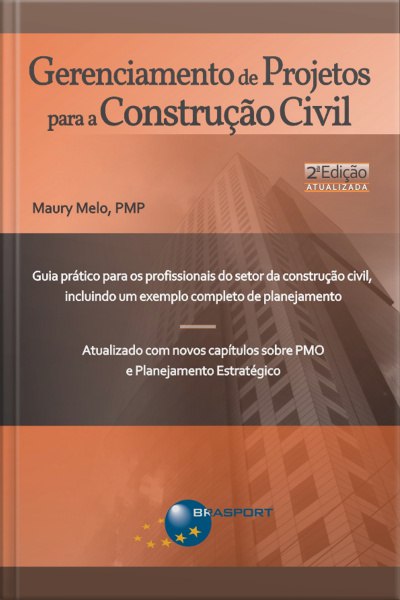 Gerenciamento de Projetos
para a Construção Civil
2ª Edição
ATUALIZADA
Maury Melo, PMP
Guia prático para os profissionais do setor da construção civil,
incluindo um exemplo completo de planejamento
Atualizado com novos capítulos sobre PMO
e Planejamento Estratégico
BRASPORT